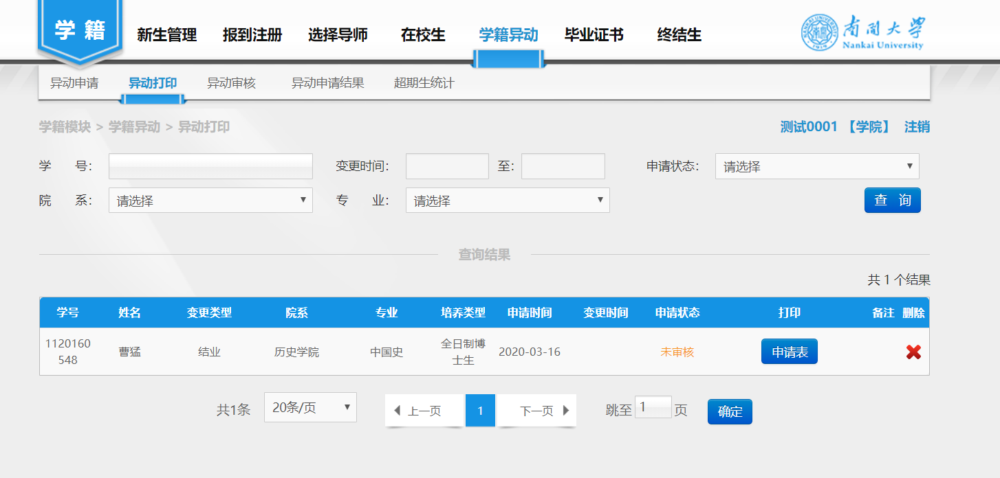 学 籍
新生管理 报到注册 选择导师 在校生 学籍异动 毕业证书 终结生
南開大學
Nankai University
异动申请 异动打印 异动审核 异动申请结果 超期生统计
学籍模块 > 学籍异动 > 异动打印
测试0001 【学院】 注销
学 号： 变更时间： 至： 申请状态： 请选择
院 系： 请选择 专 业： 请选择 查 询
查询结果
共 1 个结果
学号 姓名 变更类型 院系 专业 培养类型 申请时间 变更时间 申请状态 打印 备注 删除
1120160
548 曹猛 结业 历史学院 中国史 全日制博
士生 2020-03-16 未审核 申请表
共1条 20条/页 上一页 1 下一页 跳至 1 页 确定